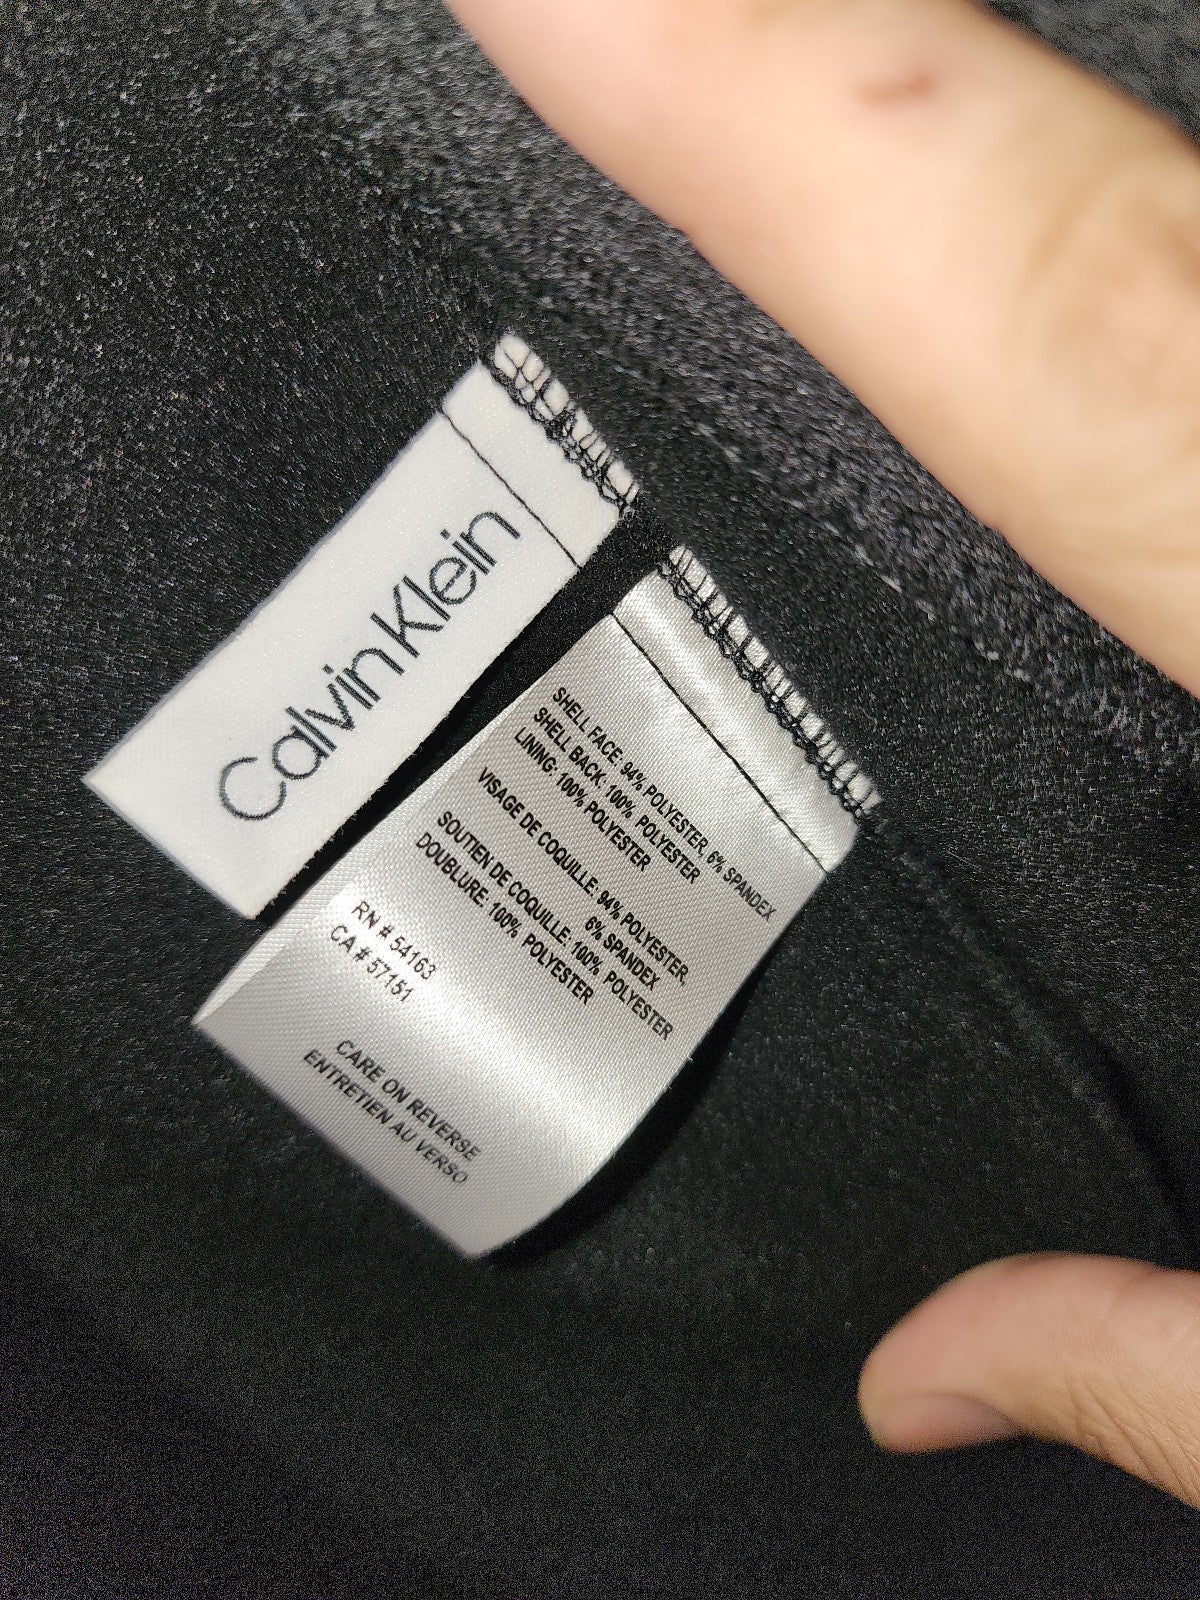 Calvin Klein
SHELL FACE: 94% POLYESTER, 6% SPANDEX
SHELL BACK: 100% POLYESTER
LINING: 100% POLYESTER
VISAGE DE COQUILLE: 94% POLYESTER,
6% SPANDEX
SOUTIEN DE COQUILLE: 100% POLYESTER
DOUBLURE: 100% POLYESTER
RN # 54163
CA # 57151
CARE ON REVERSE
ENTRETIEN AU VERSO